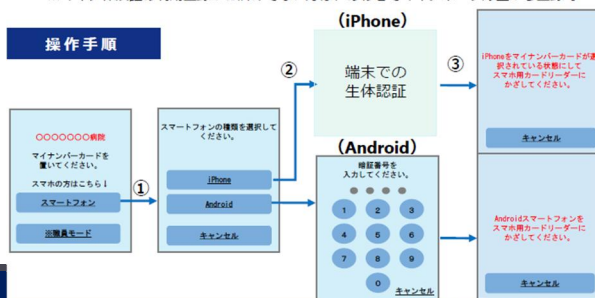 操作手順
○○○○○○○病院
マイナンバーカードを
置いてください。
スマホの方はこちら↓
スマートフォン
※職員モード
①
スマートフォンの種類を選択して
ください。
iPhone
Android
キャンセル
②
(iPhone)
端末での
生体認証
(Android)
暗証番号を
入力してください。
1 2 3
4 5 6
7 8 9
0
キャンセル
③
iPhoneをマイナンバーカードが選
択されている状態にして
スマホ用カードリーダーに
かざしてください。
キャンセル
Androidスマートフォンを
スマホ用カードリーダーに
かざしてください。
キャンセル